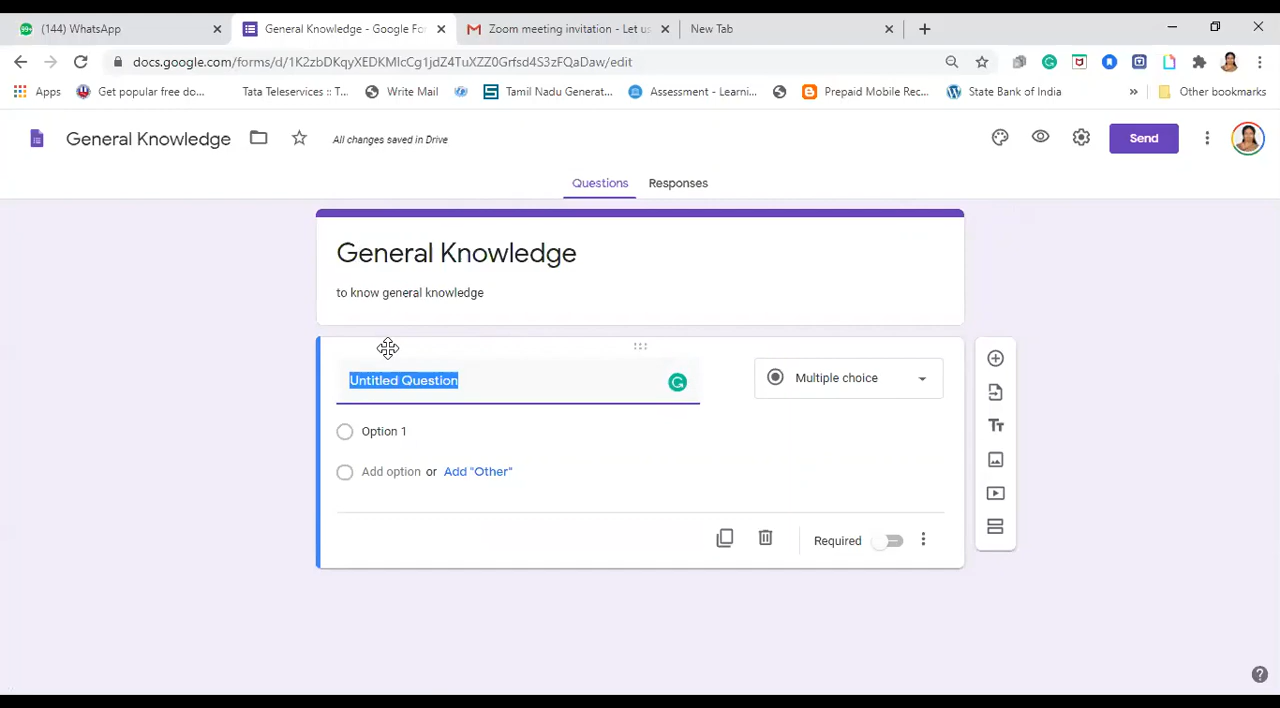 99+ (144) WhatsApp
General Knowledge - Google Fo
Zoom meeting invitation - Let us
New Tab
docs.google.com/forms/d/
/edit
Apps
Get popular free do...
Tata Teleservices :: T...
Write Mail
Tamil Nadu Generat...
Assessment - Learni...
Prepaid Mobile Rec...
State Bank of India
»
Other bookmarks
General Knowledge
All changes saved in Drive
Send
Questions
Responses
General Knowledge
to know general knowledge
Untitled Question
Multiple choice
Option 1
Add option or Add "Other"
Required